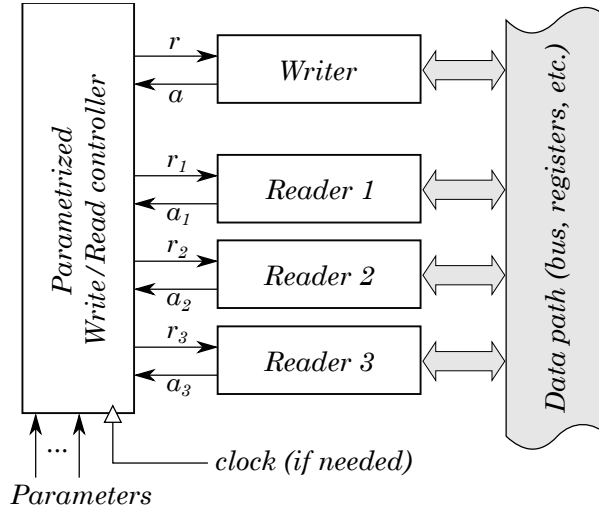 r
Writer
a
Parametrized
Write/Read controller
r1
Reader 1
a1
r2
Reader 2
a2
r3
Reader 3
a3
Data path (bus, registers, etc.)
...
clock (if needed)
Parameters